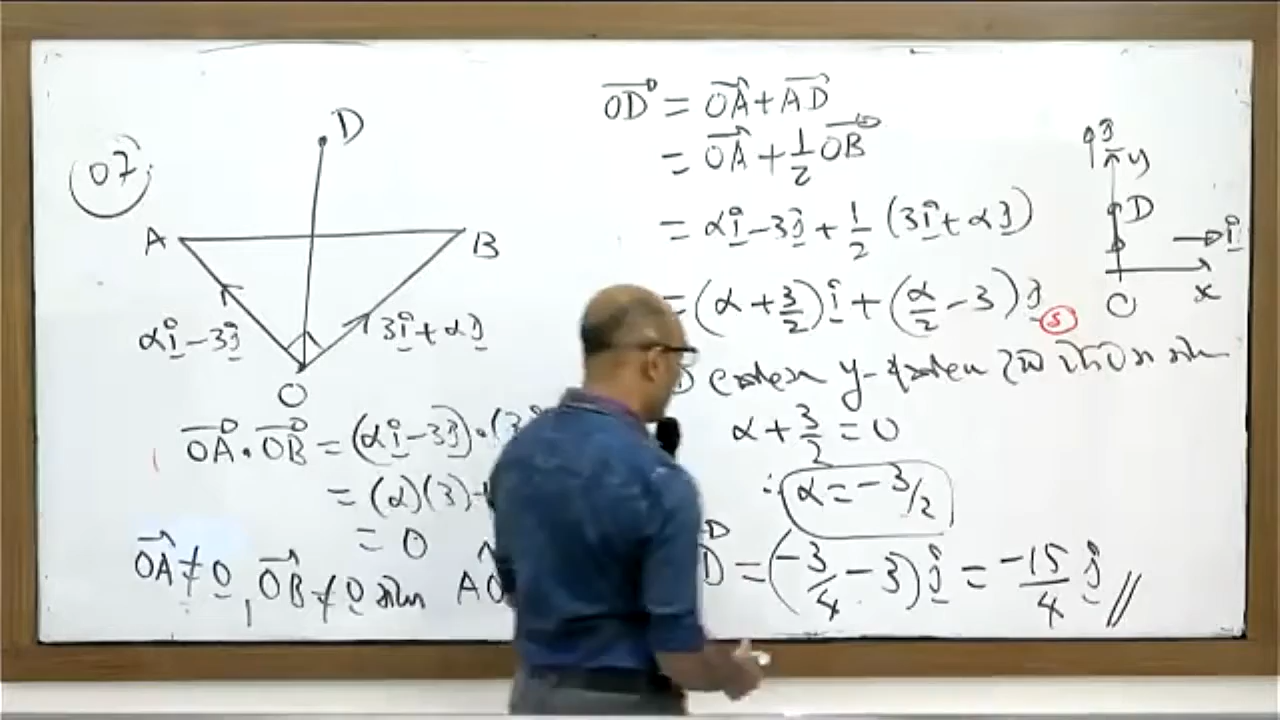 07
D
A
B
αi̲ - 3j̲
3i̲ + αj̲
O
OA⃗ . OB⃗ = (αi̲ - 3j̲) . (3i̲
= (α)(3) +
= 0
OA⃗ ≠ 0̲, OB⃗ ≠ 0̲
OD⃗ = OA⃗ + AD⃗
= OA⃗ + 1/2 OB⃗
= αi̲ - 3j̲ + 1/2 (3i̲ + αj̲)
= (α + 3/2)i̲ + (α/2 - 3)j̲
5
y-
α + 3/2 = 0
∴ α = -3/2
D = (-3/4 - 3)j̲ = -15/4 j̲ //
j
y
D
i̲
O
x